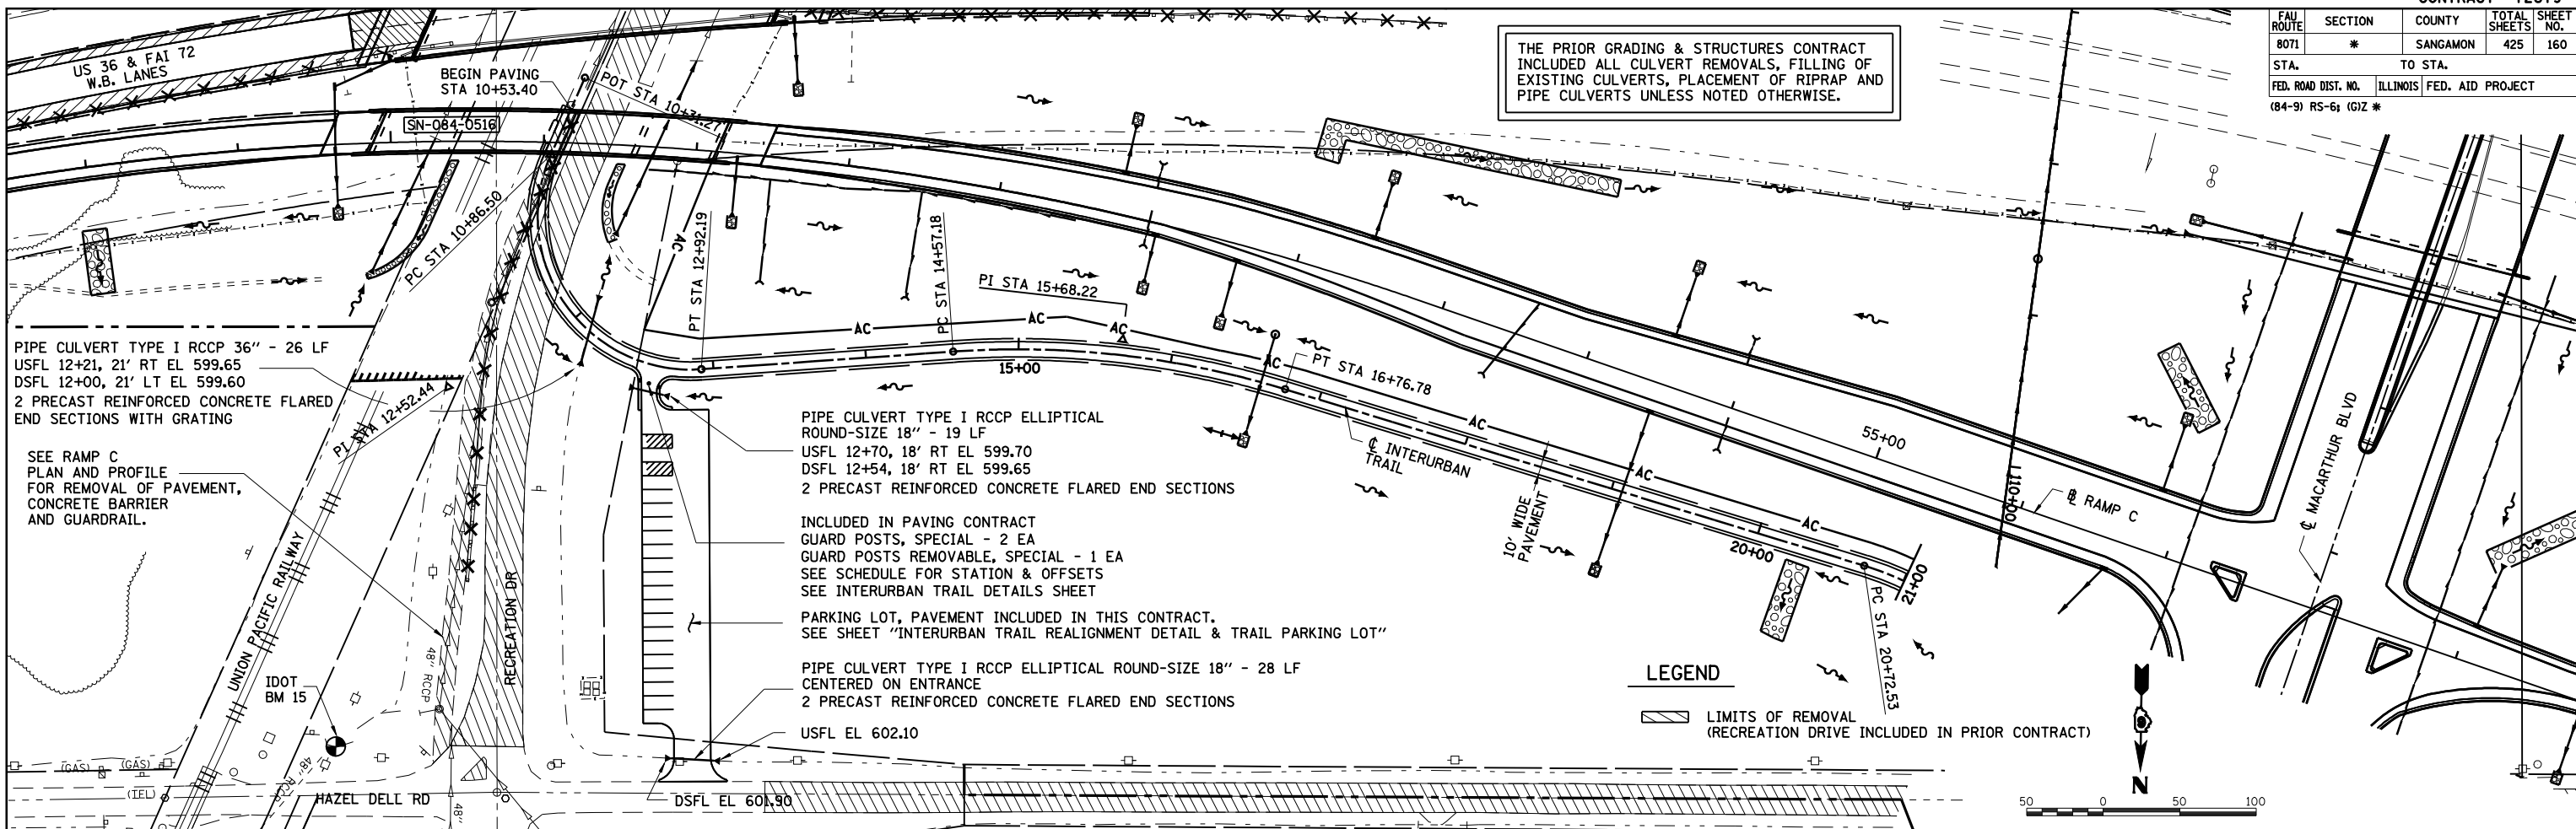 FAU ROUTE SECTION COUNTY TOTAL SHEETS SHEET NO.
8071 * SANGAMON 425 160
STA. TO STA.
FED. ROAD DIST. NO. ILLINOIS FED. AID PROJECT
(84-9) RS-6; (G)Z *
THE PRIOR GRADING & STRUCTURES CONTRACT
INCLUDED ALL CULVERT REMOVALS, FILLING OF
EXISTING CULVERTS, PLACEMENT OF RIPRAP AND
PIPE CULVERTS UNLESS NOTED OTHERWISE.
US 36 & FAI 72
W.B. LANES
BEGIN PAVING
STA 10+53.40
POT STA 10+31.27
SN-084-0516
PC STA 10+86.50
AC
PT STA 12+92.19
PC STA 14+57.18
PI STA 15+68.22
AC
AC
AC
15+00
AC
PT STA 16+76.78
AC
℄ INTERURBAN
TRAIL
AC
10' WIDE
PAVEMENT
55+00
AC
20+00
21+00
PC STA 20+72.53
110+00
B RAMP C
℄ MACARTHUR BLVD
PIPE CULVERT TYPE I RCCP 36" - 26 LF
USFL 12+21, 21' RT EL 599.65
DSFL 12+00, 21' LT EL 599.60
2 PRECAST REINFORCED CONCRETE FLARED
END SECTIONS WITH GRATING
PI STA 12+52.44
SEE RAMP C
PLAN AND PROFILE
FOR REMOVAL OF PAVEMENT,
CONCRETE BARRIER
AND GUARDRAIL.
UNION PACIFIC RAILWAY
RECREATION DR
48" RCCP
IDOT
BM 15
PIPE CULVERT TYPE I RCCP ELLIPTICAL
ROUND-SIZE 18" - 19 LF
USFL 12+70, 18' RT EL 599.70
DSFL 12+54, 18' RT EL 599.65
2 PRECAST REINFORCED CONCRETE FLARED END SECTIONS
INCLUDED IN PAVING CONTRACT
GUARD POSTS, SPECIAL - 2 EA
GUARD POSTS REMOVABLE, SPECIAL - 1 EA
SEE SCHEDULE FOR STATION & OFFSETS
SEE INTERURBAN TRAIL DETAILS SHEET
PARKING LOT, PAVEMENT INCLUDED IN THIS CONTRACT.
SEE SHEET "INTERURBAN TRAIL REALIGNMENT DETAIL & TRAIL PARKING LOT"
PIPE CULVERT TYPE I RCCP ELLIPTICAL ROUND-SIZE 18" - 28 LF
CENTERED ON ENTRANCE
2 PRECAST REINFORCED CONCRETE FLARED END SECTIONS
USFL EL 602.10
DSFL EL 601.90
LEGEND
LIMITS OF REMOVAL
(RECREATION DRIVE INCLUDED IN PRIOR CONTRACT)
(GAS) (GAS)
(TEL)
48" RCCP
HAZEL DELL RD
48"
N
50 0 50 100